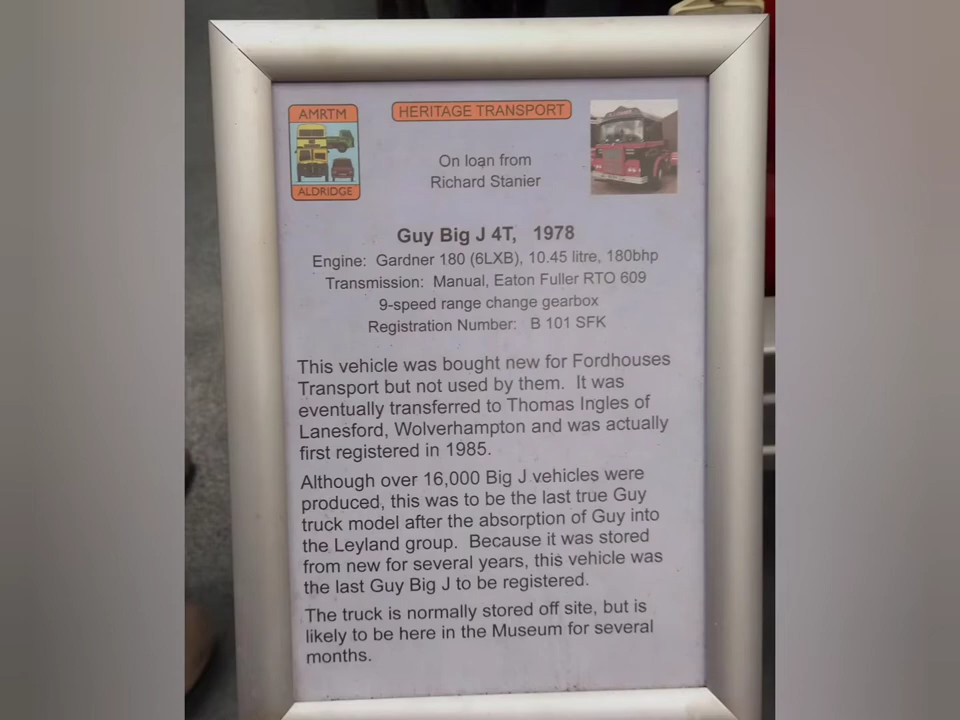 AMRTM
ALDRIDGE
HERITAGE TRANSPORT
On loan from
Richard Stanier
Guy Big J 4T, 1978
Engine: Gardner 180 (6LXB), 10.45 litre, 180bhp
Transmission: Manual, Eaton Fuller RTO 609
9-speed range change gearbox
Registration Number: B 101 SFK
This vehicle was bought new for Fordhouses
Transport but not used by them. It was
eventually transferred to Thomas Ingles of
Lanesford, Wolverhampton and was actually
first registered in 1985.
Although over 16,000 Big J vehicles were
produced, this was to be the last true Guy
truck model after the absorption of Guy into
the Leyland group. Because it was stored
from new for several years, this vehicle was
the last Guy Big J to be registered.
The truck is normally stored off site, but is
likely to be here in the Museum for several
months.